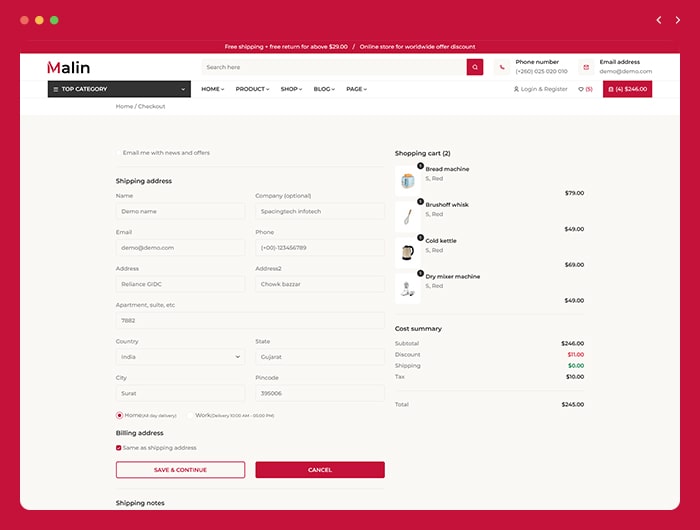 Free shipping + free return for above $29.00 / Online store for worldwide offer discount
Malin
Search here
Phone number
(+260) 025 020 010
Email address
demo@demo.com
TOP CATEGORY
HOME
PRODUCT
SHOP
BLOG
PAGE
Login & Register
(5)
(4) $246.00
Home / Checkout
Email me with news and offers
Shipping address
Name
Company (optional)
Demo name
Spacingtech infotech
Email
Phone
demo@demo.com
(+00)-123456789
Address
Address2
Reliance GIDC
Chowk bazzar
Apartment, suite, etc
7882
Country
State
India
Gujarat
City
Pincode
Surat
395006
Home(All day delivery)
Work(Delivery 10:00 AM - 05:00 PM)
Billing address
Same as shipping address
SAVE & CONTINUE
CANCEL
Shipping notes
Shopping cart (2)
1
Bread machine
S, Red
$79.00
1
Brushoff whisk
S, Red
$49.00
1
Cold kettle
S, Red
$69.00
1
Dry mixer machine
S, Red
$49.00
Cost summary
Subtotal
$246.00
Discount
$11.00
Shipping
$0.00
Tax
$10.00
Total
$245.00